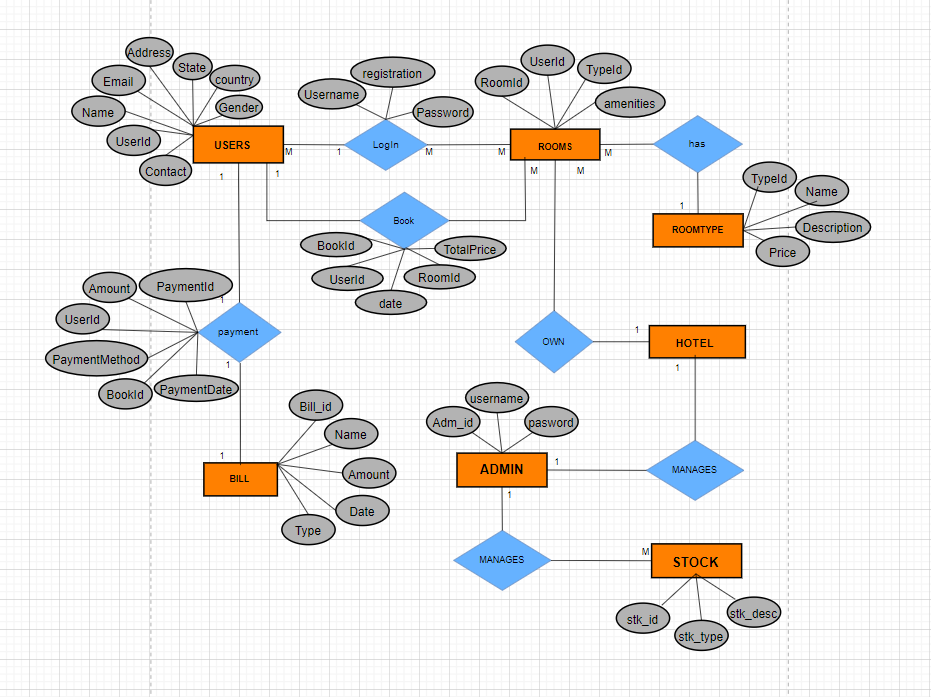 Address
State
country
Email
Gender
Name
UserId
Contact
USERS
registration
Username
Password
LogIn
UserId
RoomId
TypeId
amenities
ROOMS
has
M
1
M
M
M
1
1
M
M
TypeId
Name
Description
Price
1
ROOMTYPE
Book
BookId
TotalPrice
UserId
RoomId
date
Amount
PaymentId
1
UserId
payment
PaymentMethod
1
BookId
PaymentDate
OWN
1
HOTEL
1
Bill_id
Name
Amount
Date
Type
1
BILL
username
Adm_id
pasword
ADMIN
1
1
MANAGES
MANAGES
M
STOCK
stk_id
stk_type
stk_desc